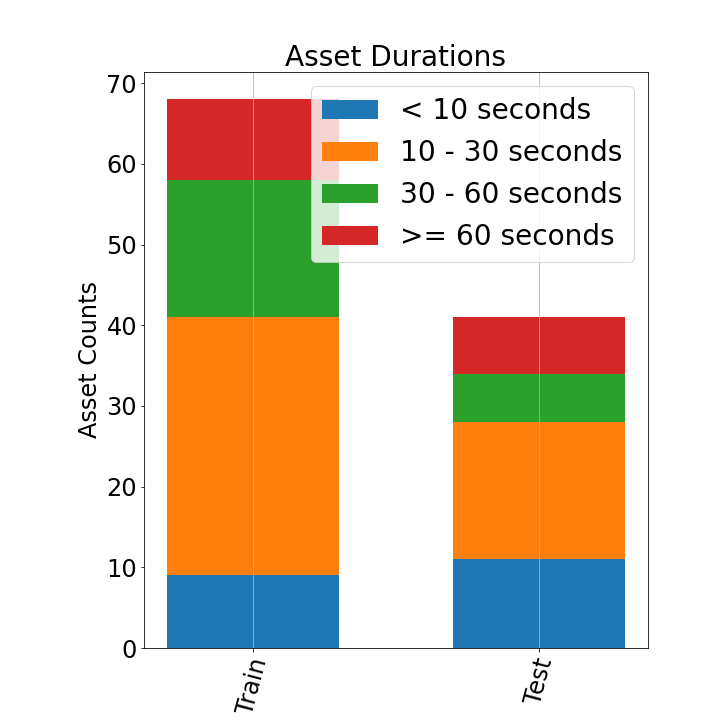 Asset Durations
70
60
50
40
30
20
10
0
Asset Counts
< 10 seconds
10 - 30 seconds
30 - 60 seconds
>= 60 seconds
Train
Test